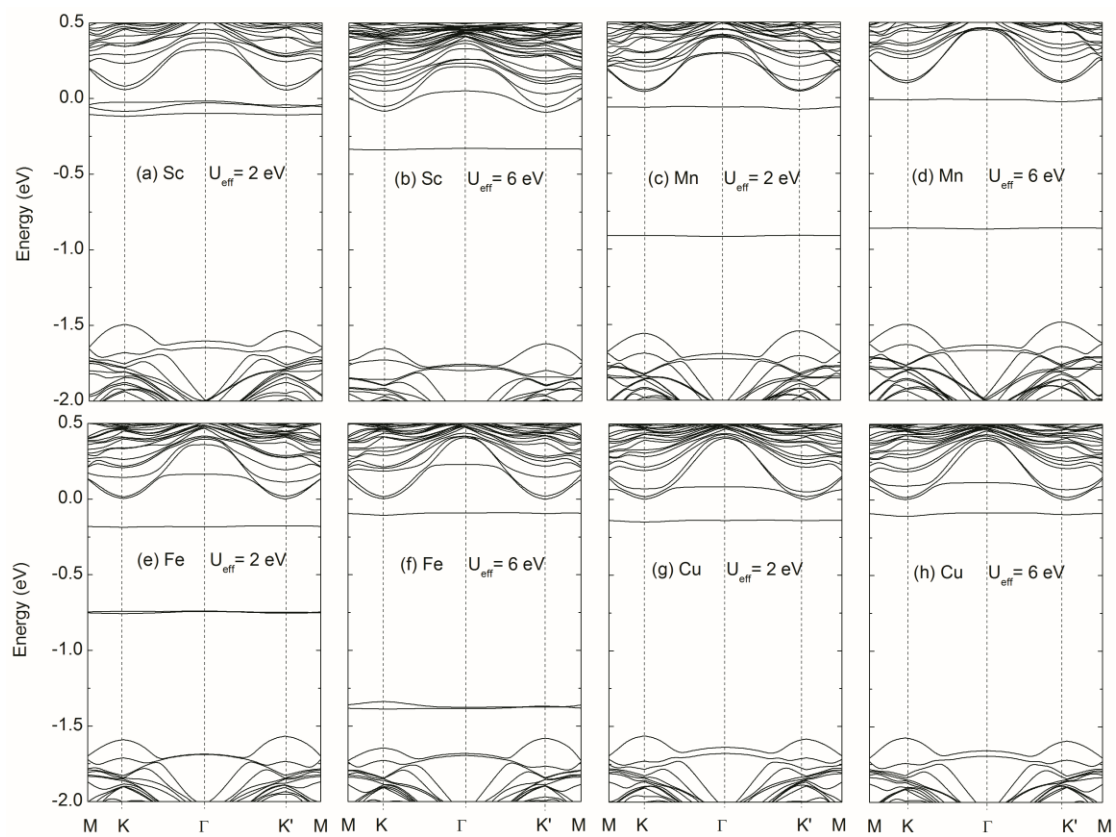 0.5
0.0
-0.5
-1.0
-1.5
-2.0
Energy (eV)
(a) Sc U_eff = 2 eV
(b) Sc U_eff = 6 eV
(c) Mn U_eff = 2 eV
(d) Mn U_eff = 6 eV
0.5
0.0
-0.5
-1.0
-1.5
-2.0
Energy (eV)
(e) Fe U_eff = 2 eV
(f) Fe U_eff = 6 eV
(g) Cu U_eff = 2 eV
(h) Cu U_eff = 6 eV
M K Γ K' M
M K Γ K' M
M K Γ K' M
M K Γ K' M